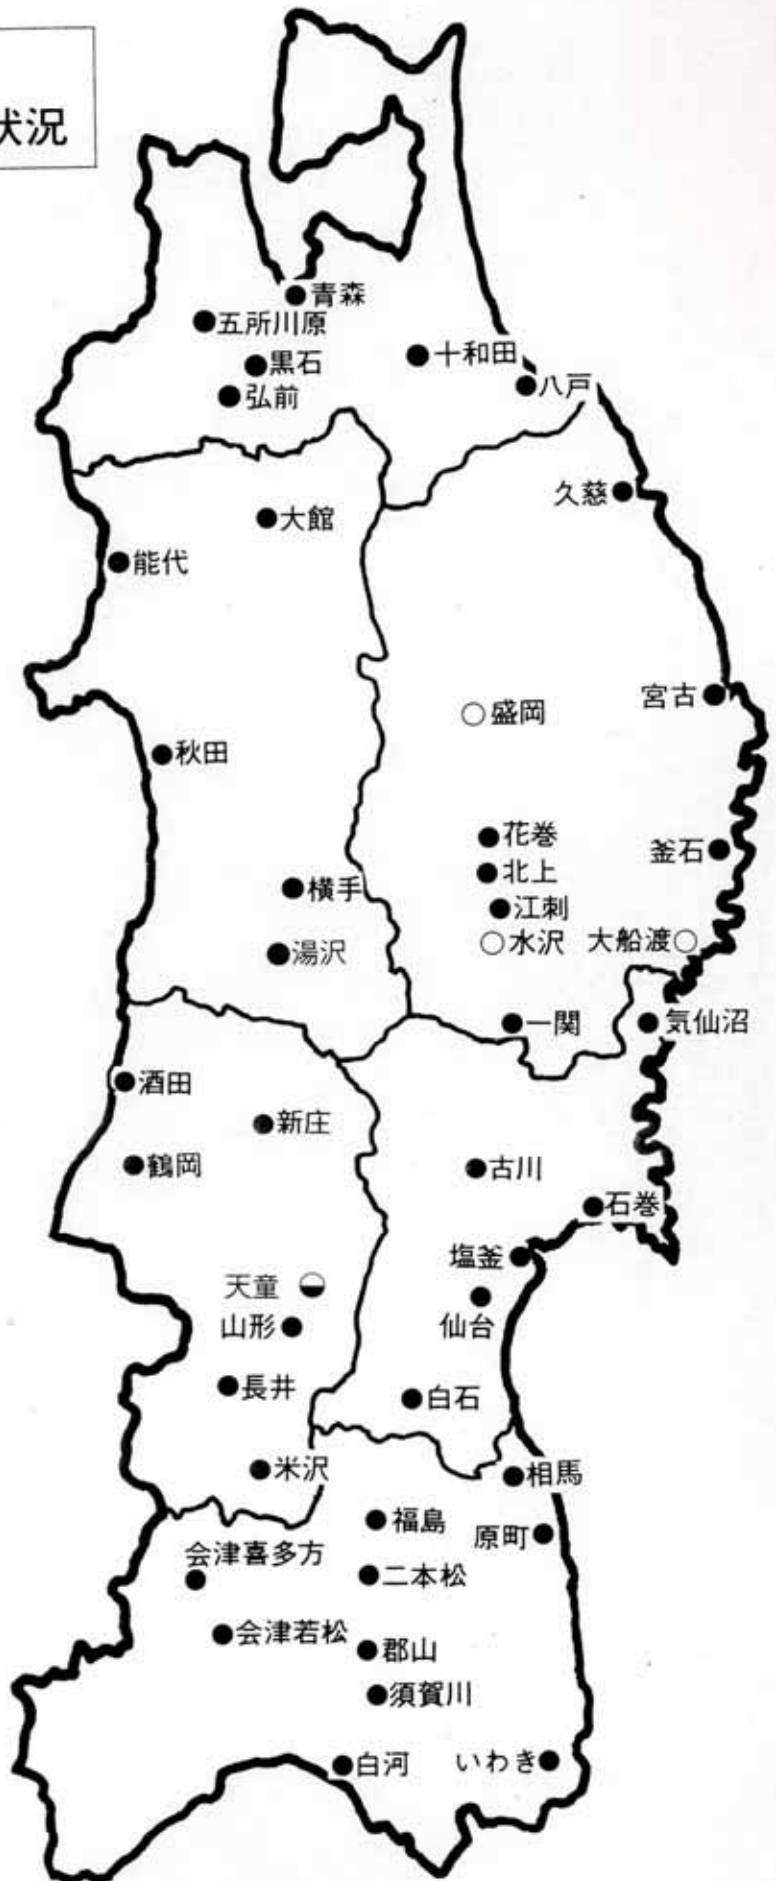 状況
青森
五所川原
黒石
十和田
弘前
八戸
久慈
大館
能代
宮古
盛岡
秋田
花巻
釜石
北上
横手
江刺
水沢
大船渡
湯沢
一関
気仙沼
酒田
新庄
鶴岡
古川
石巻
塩釜
天童
仙台
山形
長井
白石
米沢
相馬
福島
原町
会津喜多方
二本松
会津若松
郡山
須賀川
白河
いわき